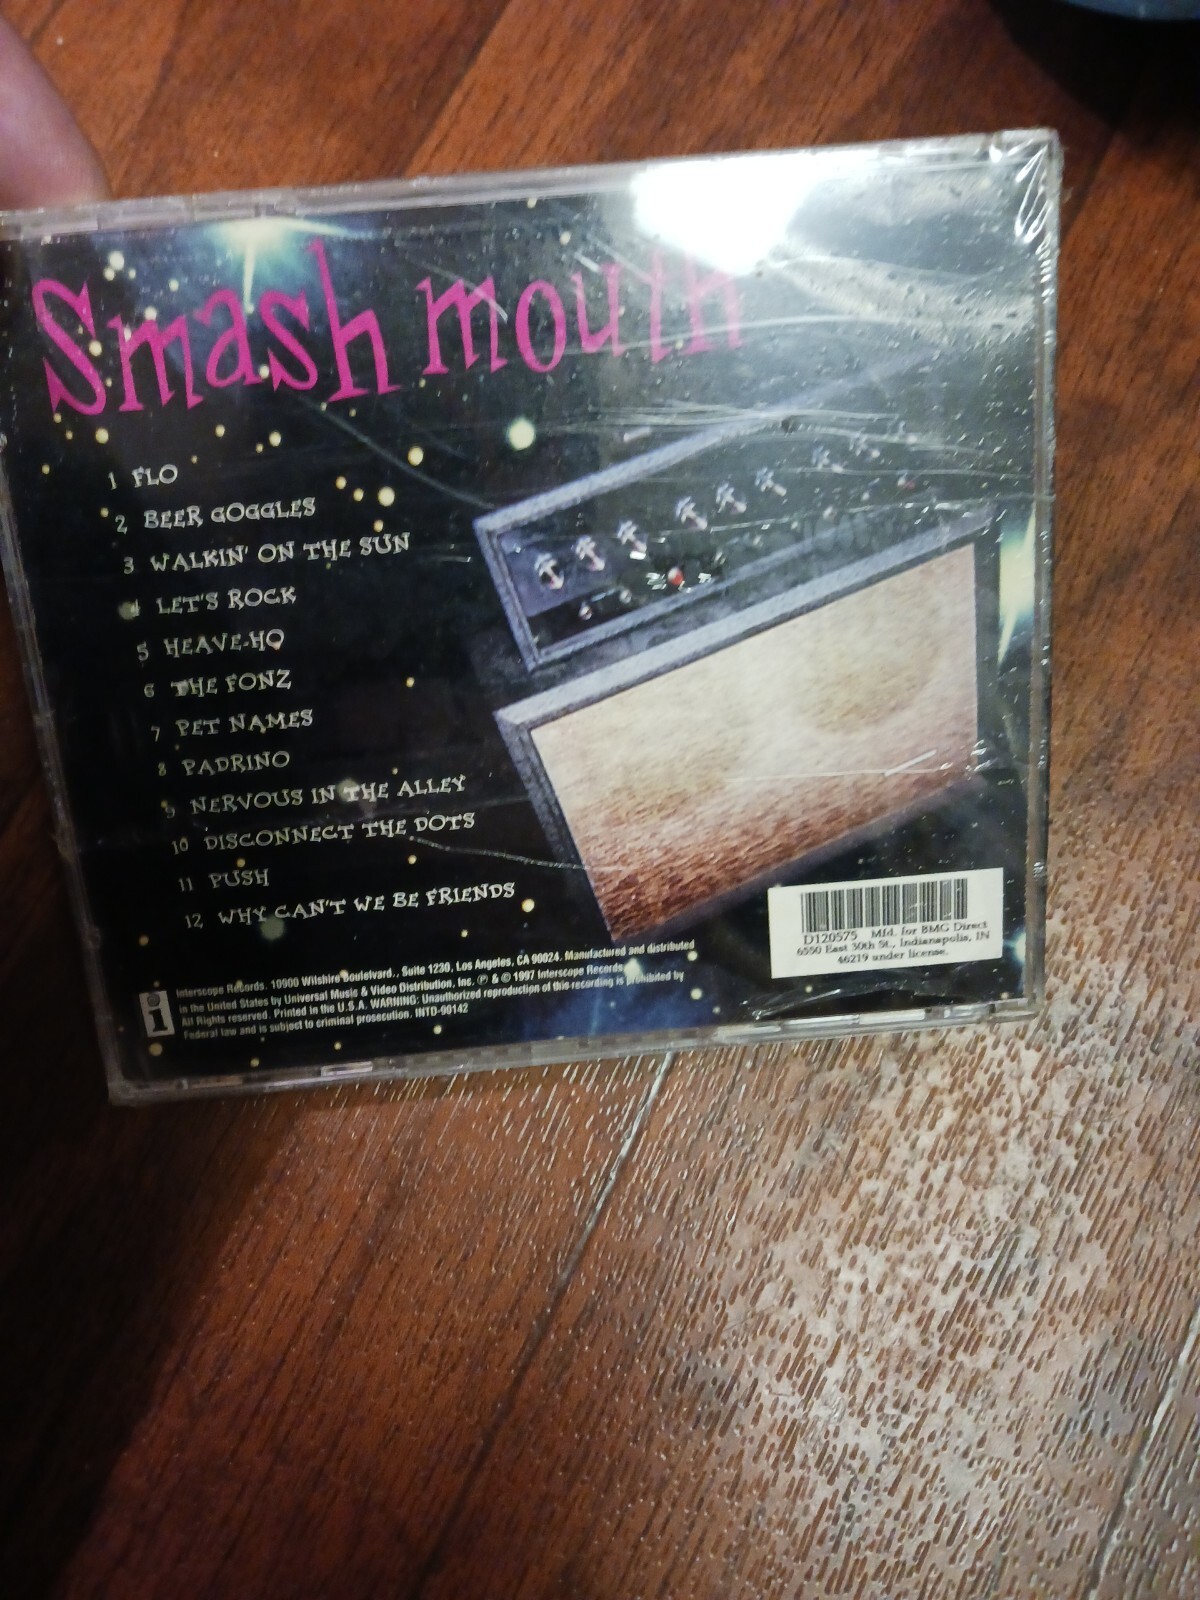 Smash mouth
1 FLO
2 BEER GOGGLES
3 WALKIN' ON THE SUN
4 LET'S ROCK
5 HEAVE-HO
6 THE FONZ
7 PET NAMES
8 PADRINO
9 NERVOUS IN THE ALLEY
10 DISCONNECT THE DOTS
11 PUSH
12 WHY CAN'T WE BE FRIENDS
D120575 Mfd. for BMG Direct
6550 East 30th St., Indianapolis, IN
46219 under license.
i
Interscope Records. 10900 Wilshire Boulelvard., Suite 1230, Los Angeles, CA 90024. Manufactured and distributed
in the United States by Universal Music & Video Distribution, Inc. ℗ & © 1997 Interscope Records
All Rights reserved. Printed in the U.S.A. WARNING: Unauthorized reproduction of this recording is prohibited by
Federal law and is subject to criminal prosecution. INTD-90142